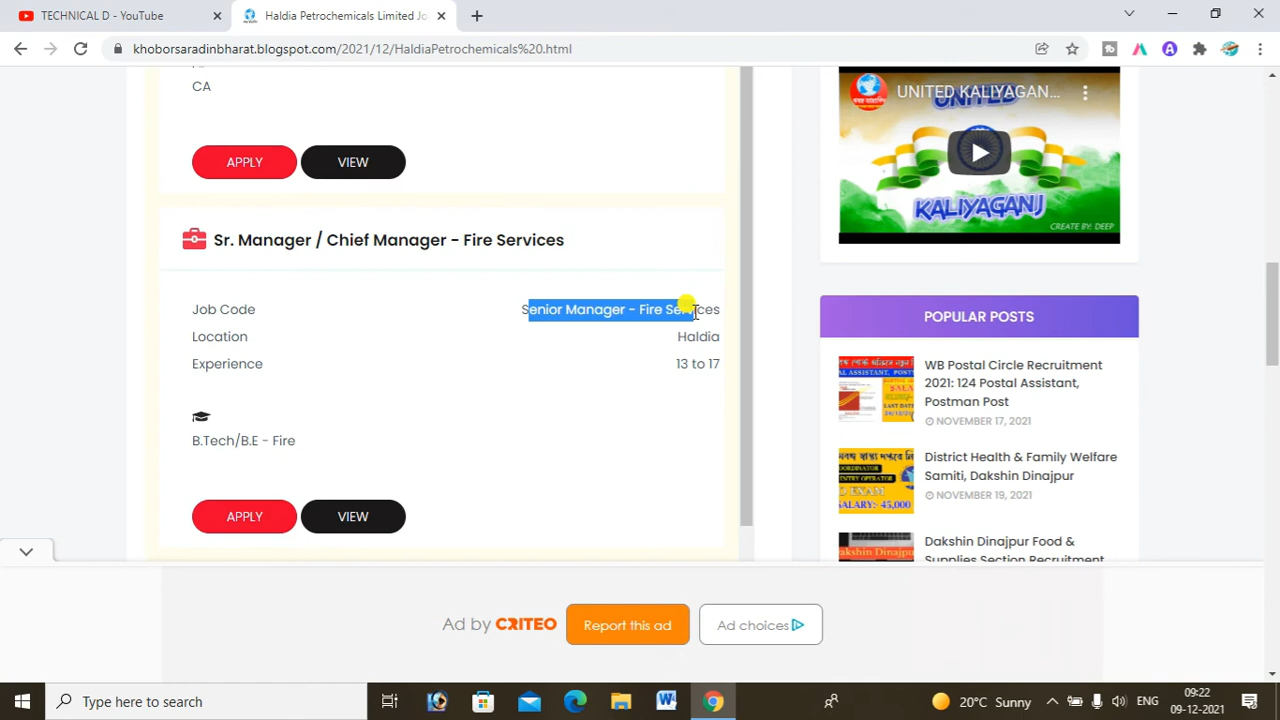 TECHNICAL D - YouTube
Haldia Petrochemicals Limited Jo
khoborsaradinbharat.blogspot.com/2021/12/HaldiaPetrochemicals%20.html
CA
APPLY
VIEW
Sr. Manager / Chief Manager - Fire Services
Job Code
Senior Manager - Fire Services
Location
Haldia
Experience
13 to 17
B.Tech/B.E - Fire
APPLY
VIEW
UNITED KALIYAGAN...
UNITED
KALIYAGANJ
CREATE BY: DEEP
POPULAR POSTS
WB Postal Circle Recruitment
2021: 124 Postal Assistant,
Postman Post
NOVEMBER 17, 2021
District Health & Family Welfare
Samiti, Dakshin Dinajpur
NOVEMBER 19, 2021
SALARY: 45,000
Dakshin Dinajpur Food &
Supplies Section Recruitment
Ad by CRITEO
Report this ad
Ad choices
Type here to search
20°C Sunny
ENG
09:22
09-12-2021